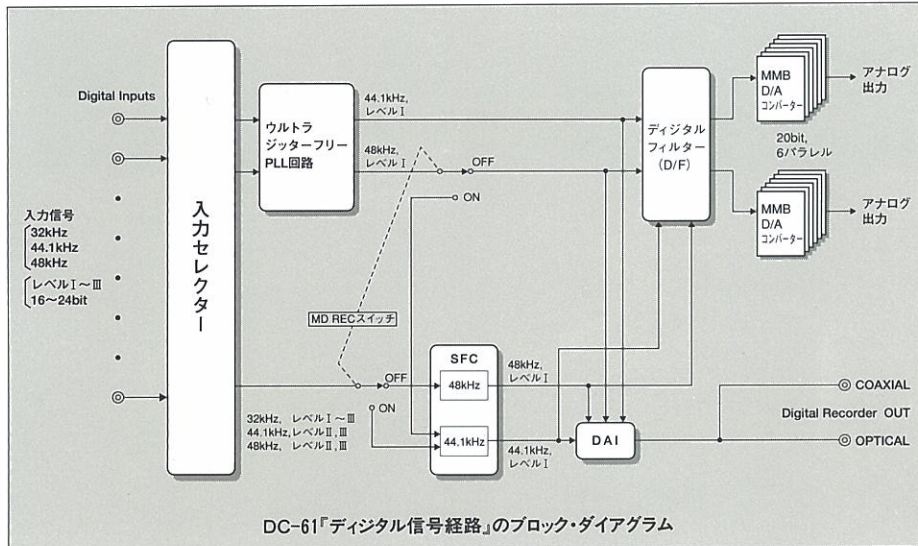 Digital Inputs
入力信号
32kHz
44.1kHz
48kHz
レベルⅠ～Ⅲ
16～24bit
入力セレクター
ウルトラ
ジッターフリー
PLL回路
44.1kHz,
レベルⅠ
48kHz,
レベルⅠ
OFF
ON
MD RECスイッチ
OFF
ON
32kHz, レベルⅠ～Ⅲ
44.1kHz,レベルⅡ,Ⅲ
48kHz, レベルⅡ,Ⅲ
SFC
48kHz
44.1kHz
48kHz,
レベルⅠ
44.1kHz,
レベルⅠ
DAI
ディジタル
フィルター
(D/F)
MMB
D/A
コンバーター
アナログ
出力
20bit,
6パラレル
MMB
D/A
コンバーター
アナログ
出力
COAXIAL
Digital Recorder OUT
OPTICAL
DC-61『ディジタル信号経路』のブロック・ダイアグラム